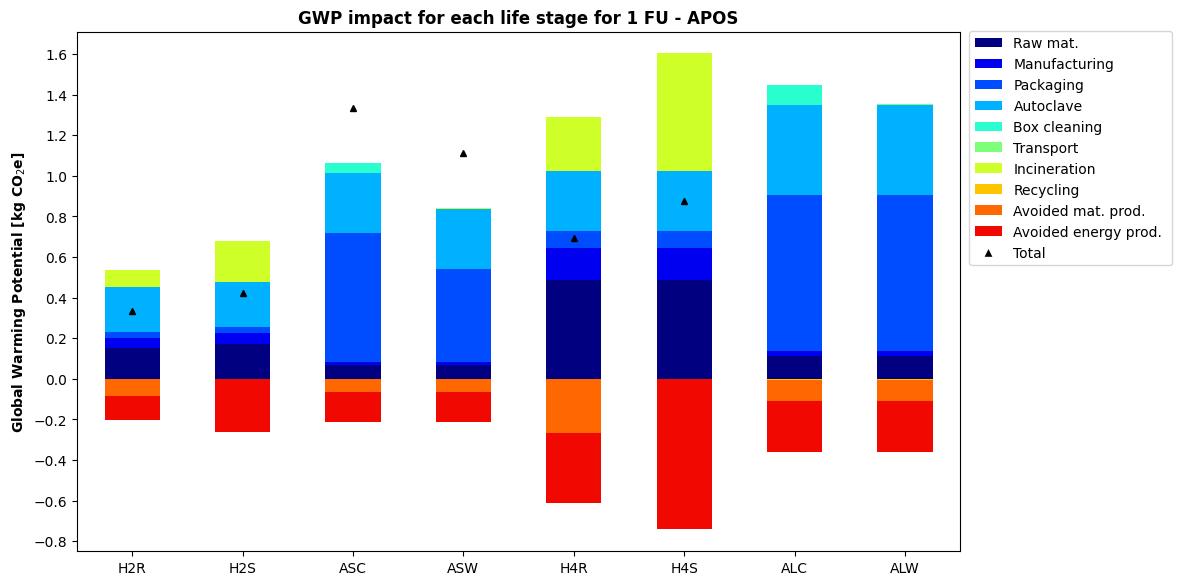 GWP impact for each life stage for 1 FU - APOS
Global Warming Potential [kg CO₂e]
1.6
1.4
1.2
1.0
0.8
0.6
0.4
0.2
0.0
−0.2
−0.4
−0.6
−0.8
H2R H2S ASC ASW H4R H4S ALC ALW
Raw mat.
Manufacturing
Packaging
Autoclave
Box cleaning
Transport
Incineration
Recycling
Avoided mat. prod.
Avoided energy prod.
Total